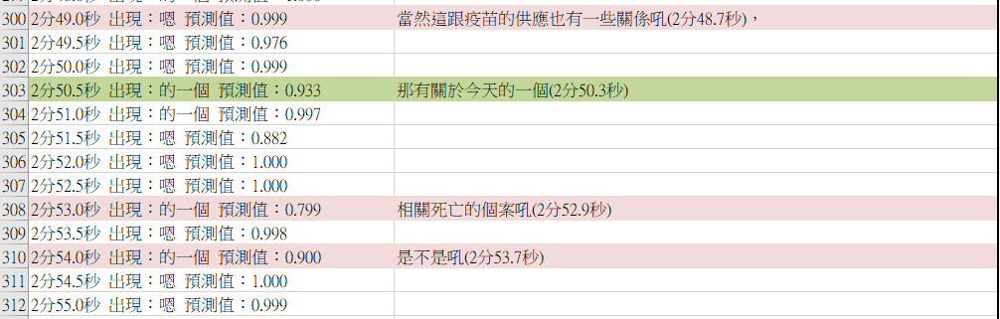 300 2分49.0秒 出現：嗯 預測值：0.999 當然這跟疫苗的供應也有一些關係吼(2分48.7秒)，
301 2分49.5秒 出現：嗯 預測值：0.976
302 2分50.0秒 出現：嗯 預測值：0.999
303 2分50.5秒 出現：的一個 預測值：0.933 那有關於今天的一個(2分50.3秒)
304 2分51.0秒 出現：的一個 預測值：0.997
305 2分51.5秒 出現：嗯 預測值：0.882
306 2分52.0秒 出現：嗯 預測值：1.000
307 2分52.5秒 出現：嗯 預測值：1.000
308 2分53.0秒 出現：的一個 預測值：0.799 相關死亡的個案吼(2分52.9秒)
309 2分53.5秒 出現：嗯 預測值：0.998
310 2分54.0秒 出現：的一個 預測值：0.900 是不是吼(2分53.7秒)
311 2分54.5秒 出現：嗯 預測值：1.000
312 2分55.0秒 出現：嗯 預測值：0.999